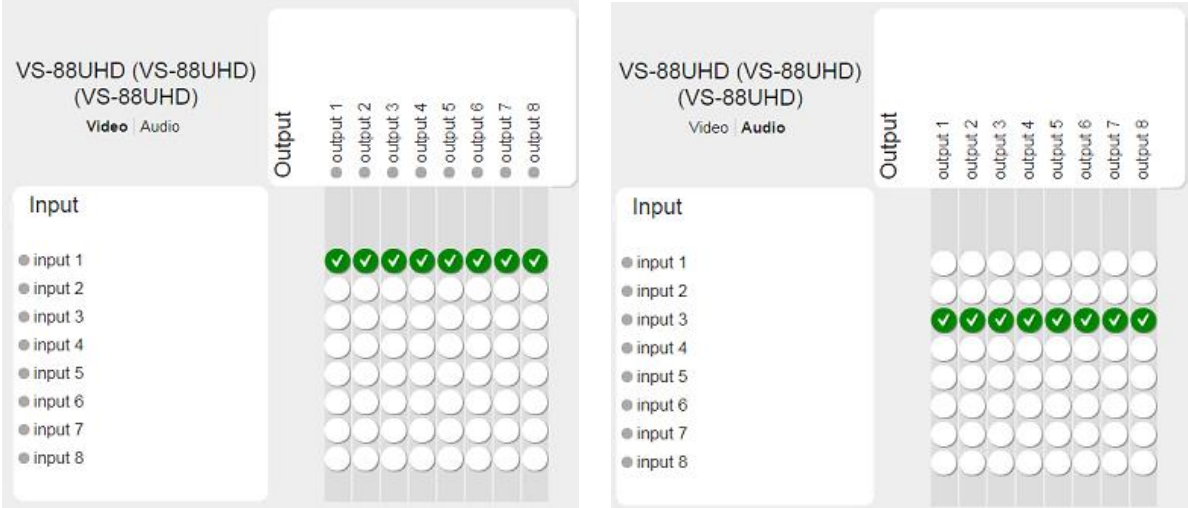 VS-88UHD (VS-88UHD)
(VS-88UHD)
Video | Audio
Output
output 1
output 2
output 3
output 4
output 5
output 6
output 7
output 8
Input
input 1
input 2
input 3
input 4
input 5
input 6
input 7
input 8
VS-88UHD (VS-88UHD)
(VS-88UHD)
Video | Audio
Output
output 1
output 2
output 3
output 4
output 5
output 6
output 7
output 8
Input
input 1
input 2
input 3
input 4
input 5
input 6
input 7
input 8